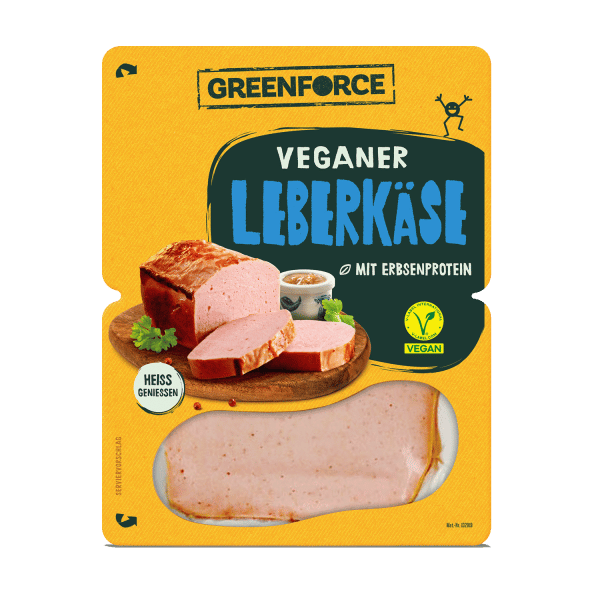 GREENFORCE
VEGANER
LEBERKÄSE
MIT ERBSENPROTEIN
VEGAN
HEISS
GENIESSEN
SERVIERVORSCHLAG